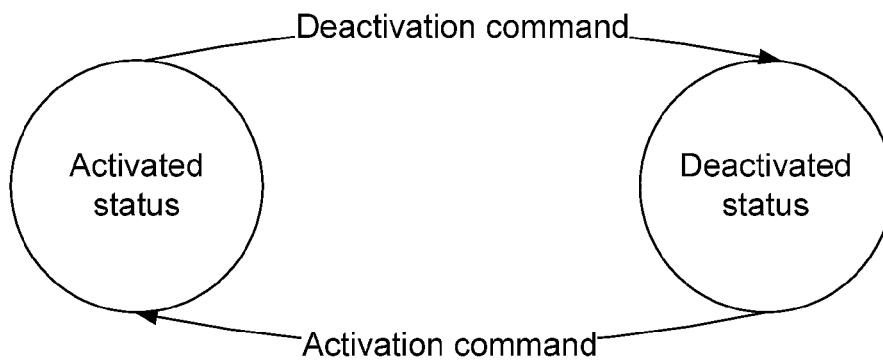 Deactivation command
Activated
status
Deactivated
status
Activation command